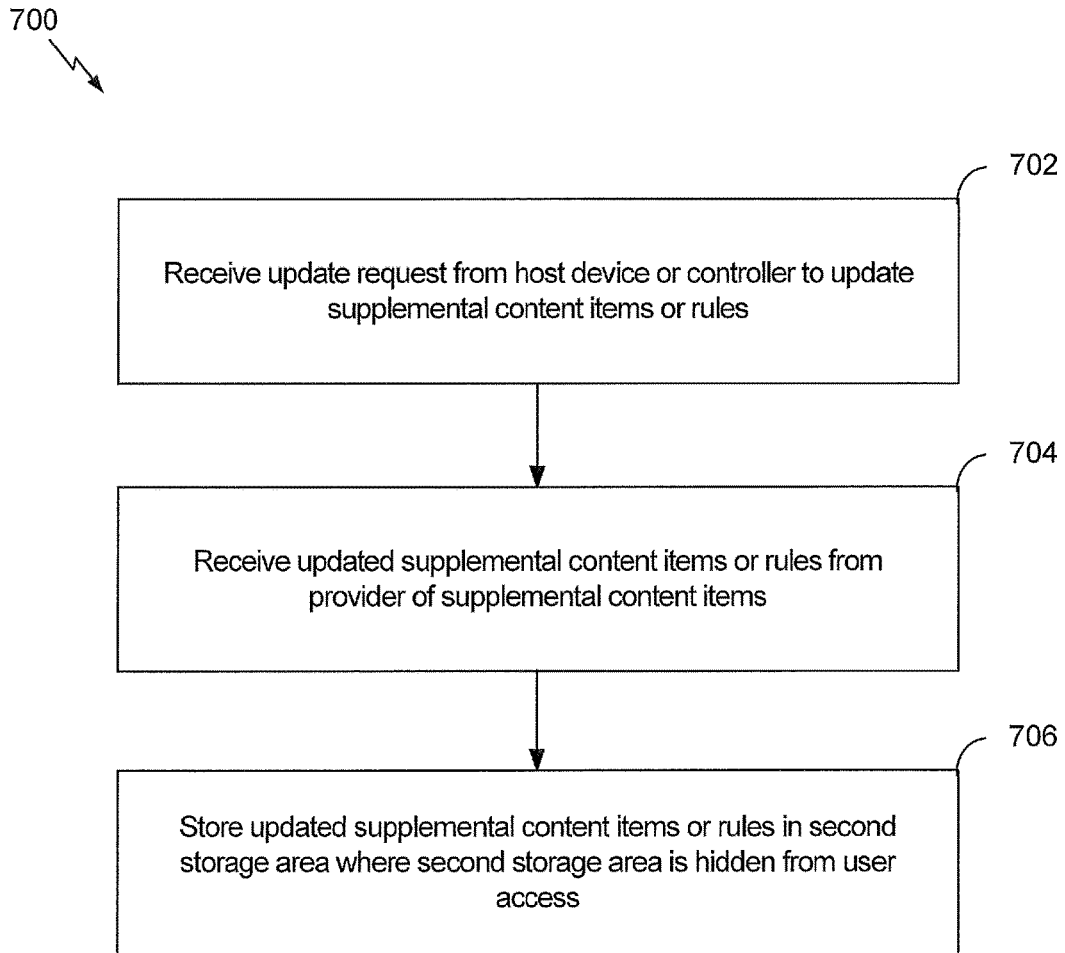 700
702
Receive update request from host device or controller to update
supplemental content items or rules
704
Receive updated supplemental content items or rules from
provider of supplemental content items
706
Store updated supplemental content items or rules in second
storage area where second storage area is hidden from user
access